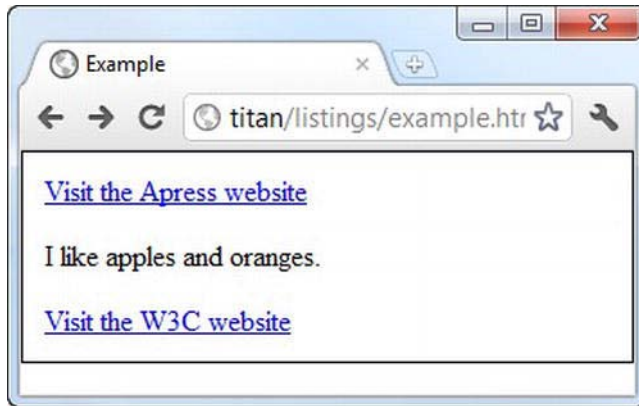 Example
titan/listings/example.htr
Visit the Apress website
I like apples and oranges.
Visit the W3C website